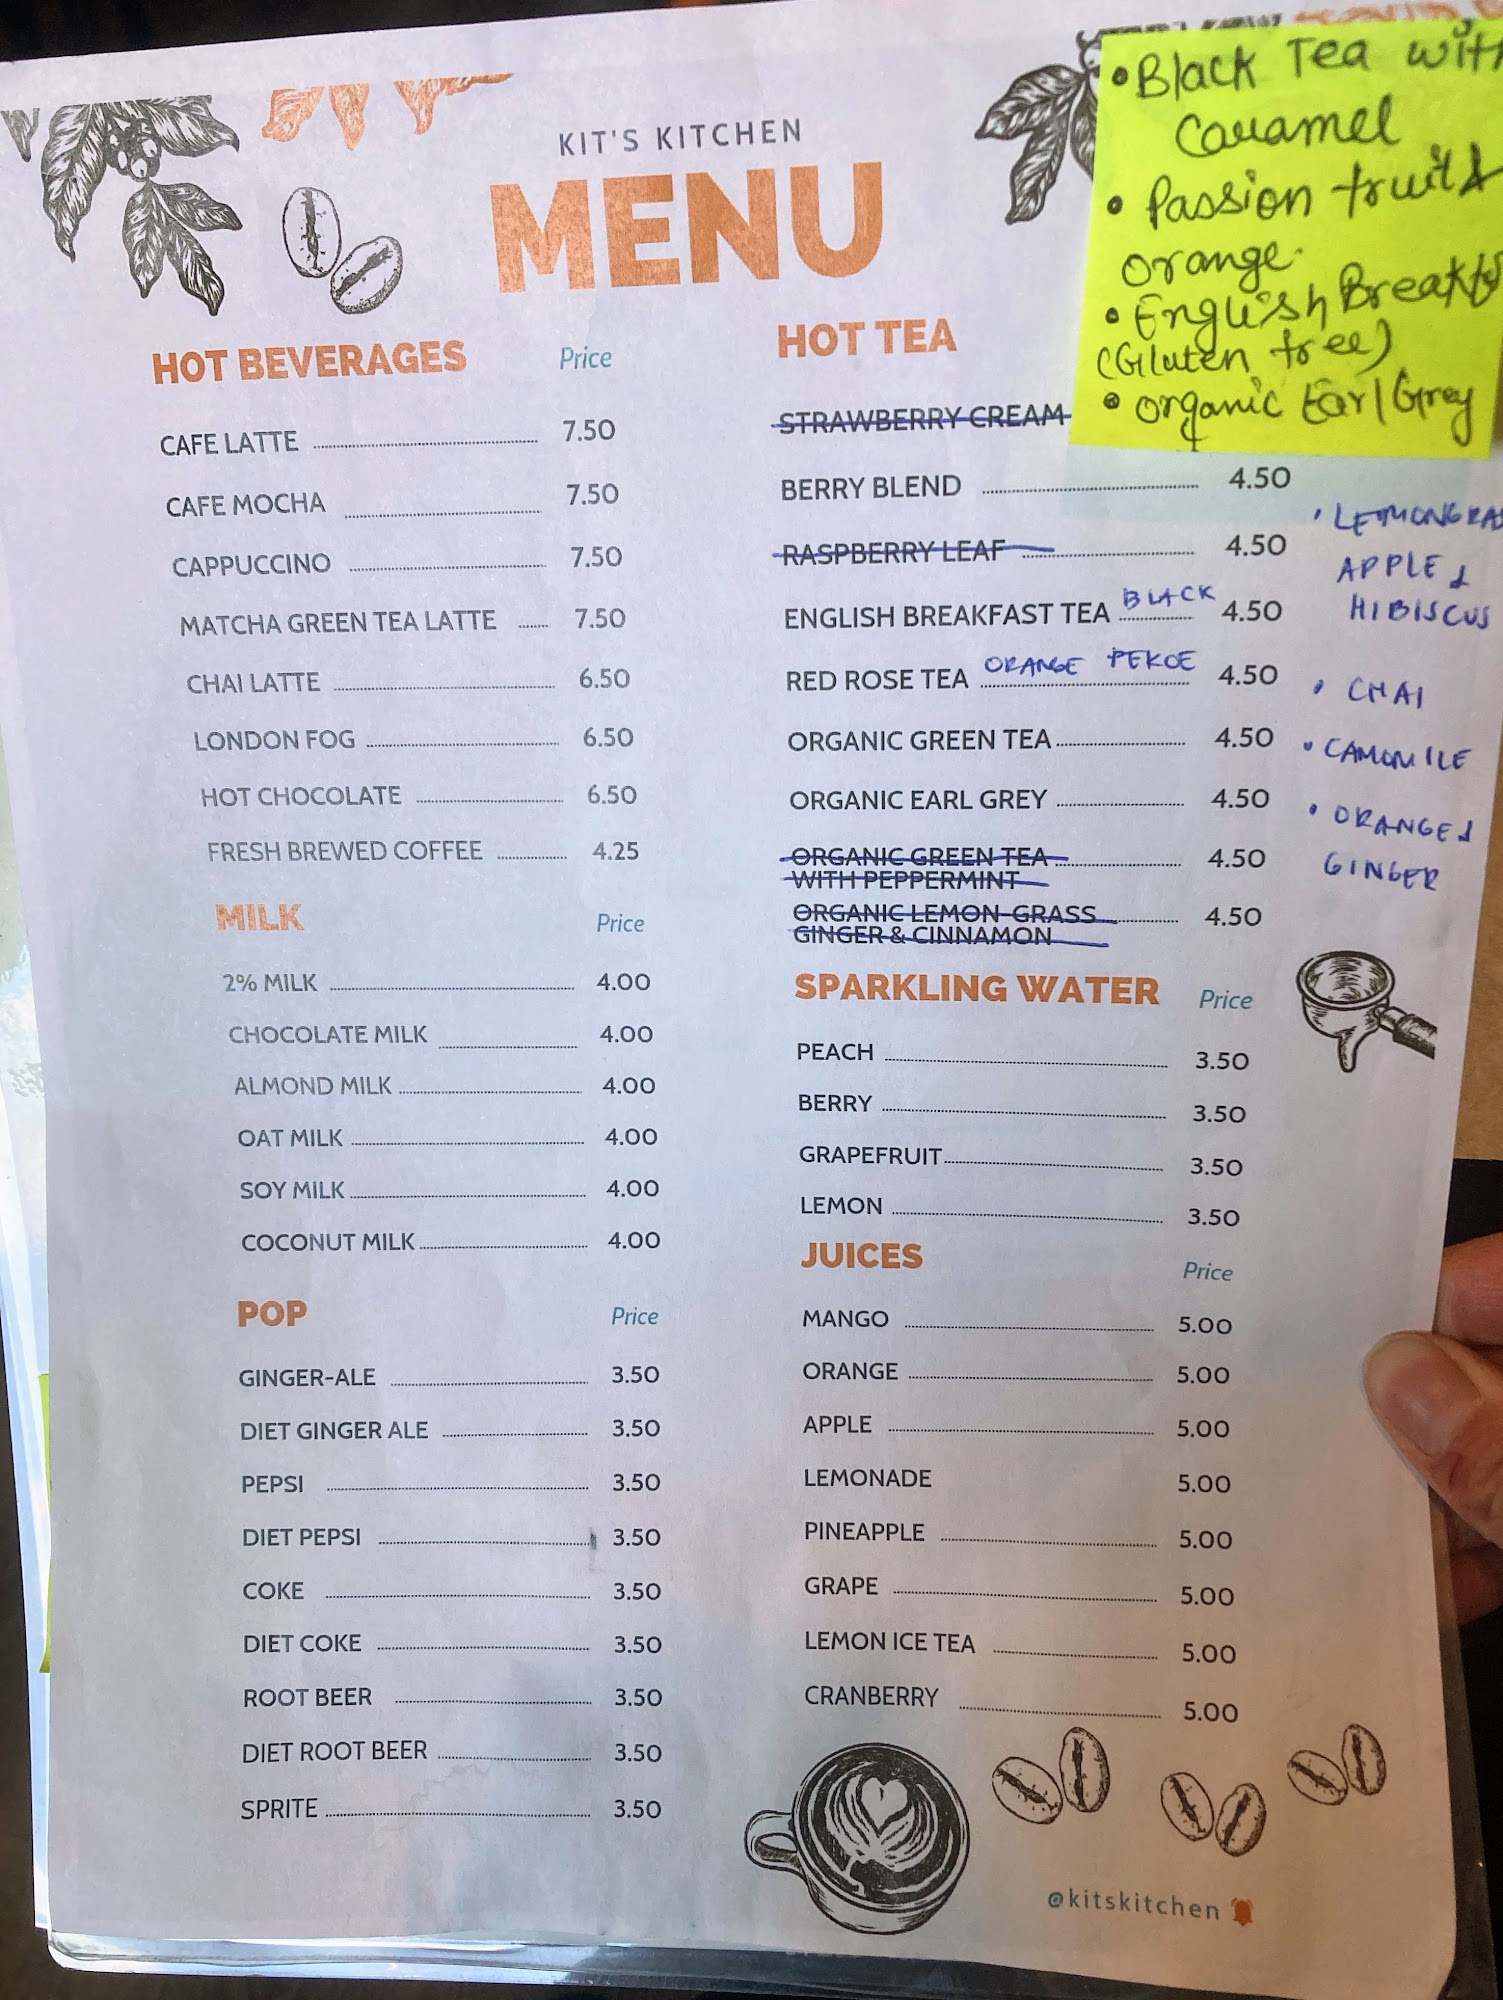 KIT'S KITCHEN
MENU
HOT BEVERAGES Price
CAFE LATTE 7.50
CAFE MOCHA 7.50
CAPPUCCINO 7.50
MATCHA GREEN TEA LATTE 7.50
CHAI LATTE 6.50
LONDON FOG 6.50
HOT CHOCOLATE 6.50
FRESH BREWED COFFEE 4.25
MILK Price
2% MILK 4.00
CHOCOLATE MILK 4.00
ALMOND MILK 4.00
OAT MILK 4.00
SOY MILK 4.00
COCONUT MILK 4.00
POP Price
GINGER-ALE 3.50
DIET GINGER ALE 3.50
PEPSI 3.50
DIET PEPSI 3.50
COKE 3.50
DIET COKE 3.50
ROOT BEER 3.50
DIET ROOT BEER 3.50
SPRITE 3.50
HOT TEA
STRAWBERRY CREAM
BERRY BLEND 4.50
RASPBERRY LEAF 4.50
ENGLISH BREAKFAST TEA BLACK 4.50
RED ROSE TEA ORANGE PEKOE 4.50
ORGANIC GREEN TEA 4.50
ORGANIC EARL GREY 4.50
ORGANIC GREEN TEA 4.50
WITH PEPPERMINT
ORGANIC LEMON-GRASS 4.50
GINGER & CINNAMON
SPARKLING WATER Price
PEACH 3.50
BERRY 3.50
GRAPEFRUIT 3.50
LEMON 3.50
JUICES Price
MANGO 5.00
ORANGE 5.00
APPLE 5.00
LEMONADE 5.00
PINEAPPLE 5.00
GRAPE 5.00
LEMON ICE TEA 5.00
CRANBERRY 5.00
@kitskitchen
• Black Tea with
Caramel
• Passion fruit &
orange.
• English Breakf
(Gluten free)
• organic Earl Grey
• LEMONGRAS
APPLE &
HIBISCUS
• CHAI
• CAMOMILE
• ORANGE &
GINGER